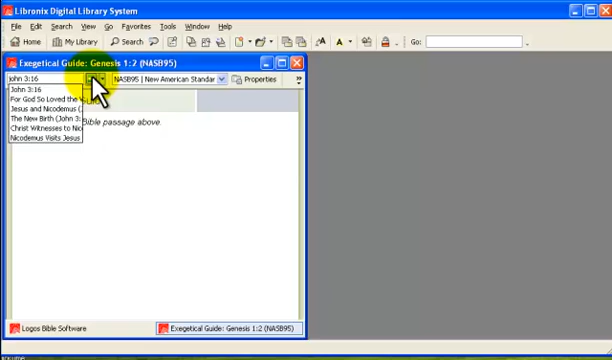 Libronix Digital Library System
File Edit Search View Go Favorites Tools Window Help
Home My Library Search A A Go:
Exegetical Guide: Genesis 1:2 (NASB95)
john 3:16 NASB95 | New American Standar Properties »
John 3:16
For God So Loved the
Jesus and Nicodemus (
The New Birth (John 3:
Christ Witnesses to Nic
Nicodemus Visits Jesus
Bible passage above.
Logos Bible Software Exegetical Guide: Genesis 1:2 (NASB95)